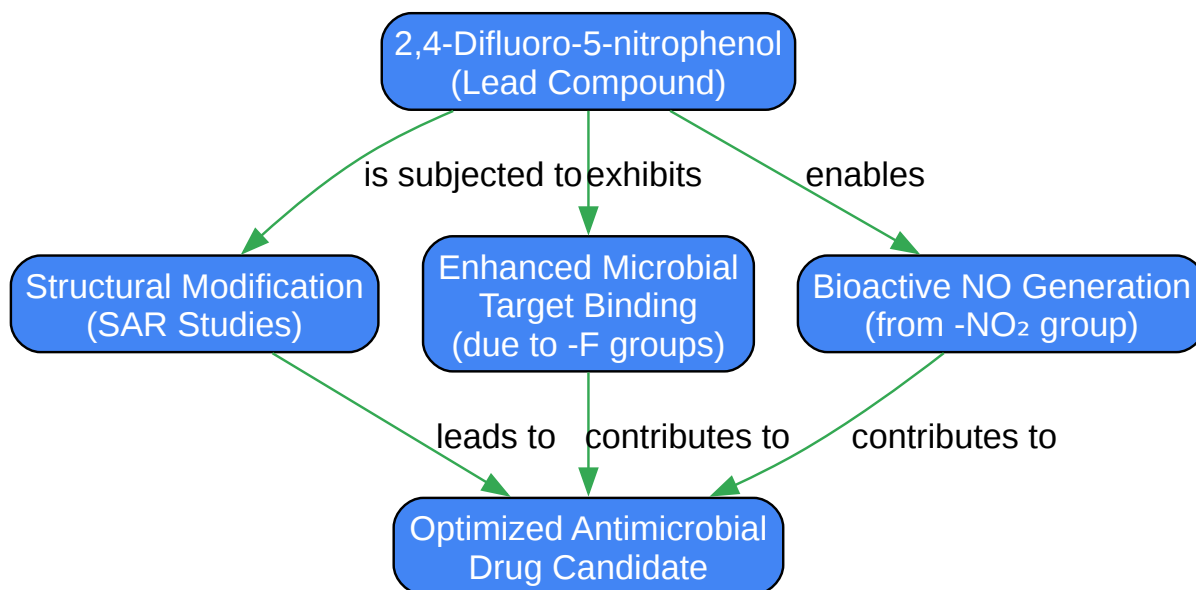 2,4-Difluoro-5-nitrophenol
(Lead Compound)
is subjected to
exhibits
enables
Structural Modification
(SAR Studies)
Enhanced Microbial
Target Binding
(due to -F groups)
Bioactive NO Generation
(from -NO₂ group)
leads to
contributes to
contributes to
Optimized Antimicrobial
Drug Candidate